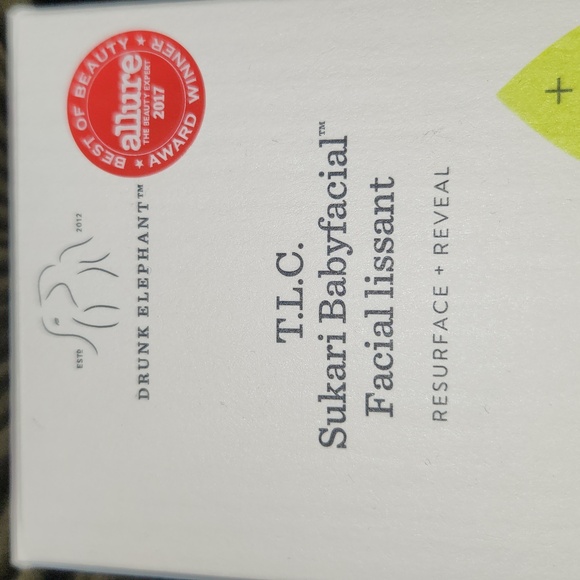 BEST OF BEAUTY
★ AWARD WINNER ★
allure
THE BEAUTY EXPERT
2017
ESTD 2012
DRUNK ELEPHANT™
T.L.C.
Sukari Babyfacial™
Facial lissant
RESURFACE + REVEAL
+